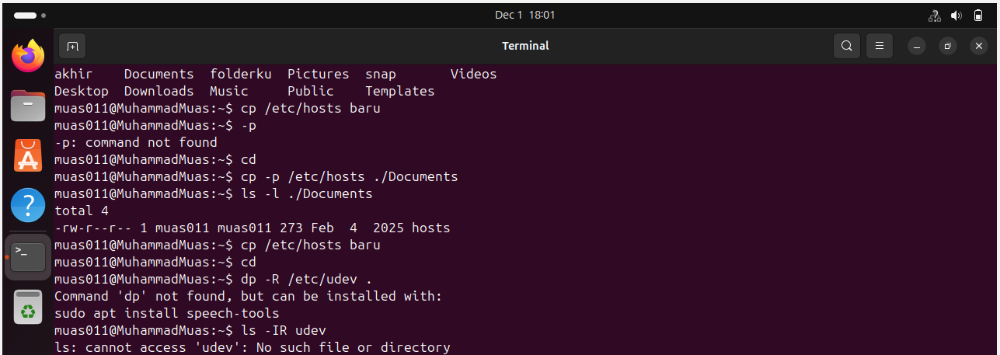 Dec 1 18:01
Terminal
akhir    Documents  folderku  Pictures  snap       Videos
Desktop  Downloads  Music     Public    Templates
muas011@MuhammadMuas:~$ cp /etc/hosts baru
muas011@MuhammadMuas:~$ -p
-p: command not found
muas011@MuhammadMuas:~$ cd
muas011@MuhammadMuas:~$ cp -p /etc/hosts ./Documents
muas011@MuhammadMuas:~$ ls -l ./Documents
total 4
-rw-r--r-- 1 muas011 muas011 273 Feb  4  2025 hosts
muas011@MuhammadMuas:~$ cp /etc/hosts baru
muas011@MuhammadMuas:~$ cd
muas011@MuhammadMuas:~$ dp -R /etc/udev .
Command 'dp' not found, but can be installed with:
sudo apt install speech-tools
muas011@MuhammadMuas:~$ ls -IR udev
ls: cannot access 'udev': No such file or directory